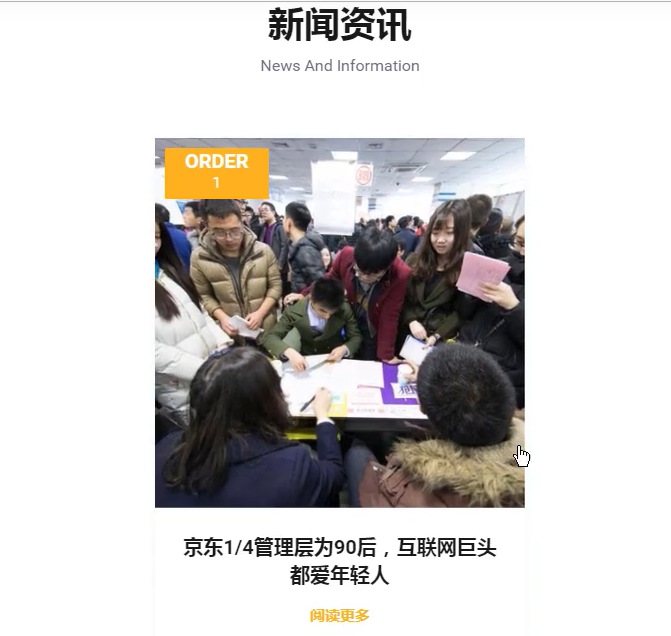 新闻资讯
News And Information
ORDER
1
京东1/4管理层为90后，互联网巨头
都爱年轻人
阅读更多